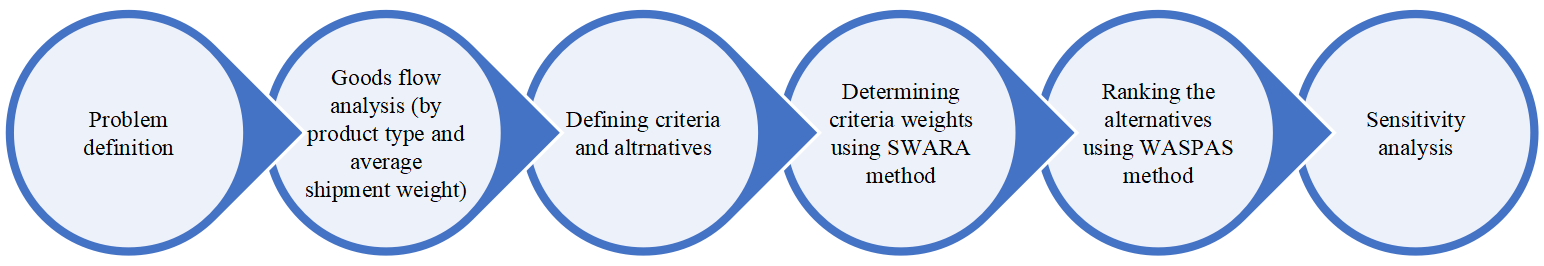 Problem
definition
Goods flow
analysis (by
product type and
average
shipment weight)
Defining criteria
and altrnatives
Determining
criteria weights
using SWARA
method
Ranking the
alternatives
using WASPAS
method
Sensitivity
analysis